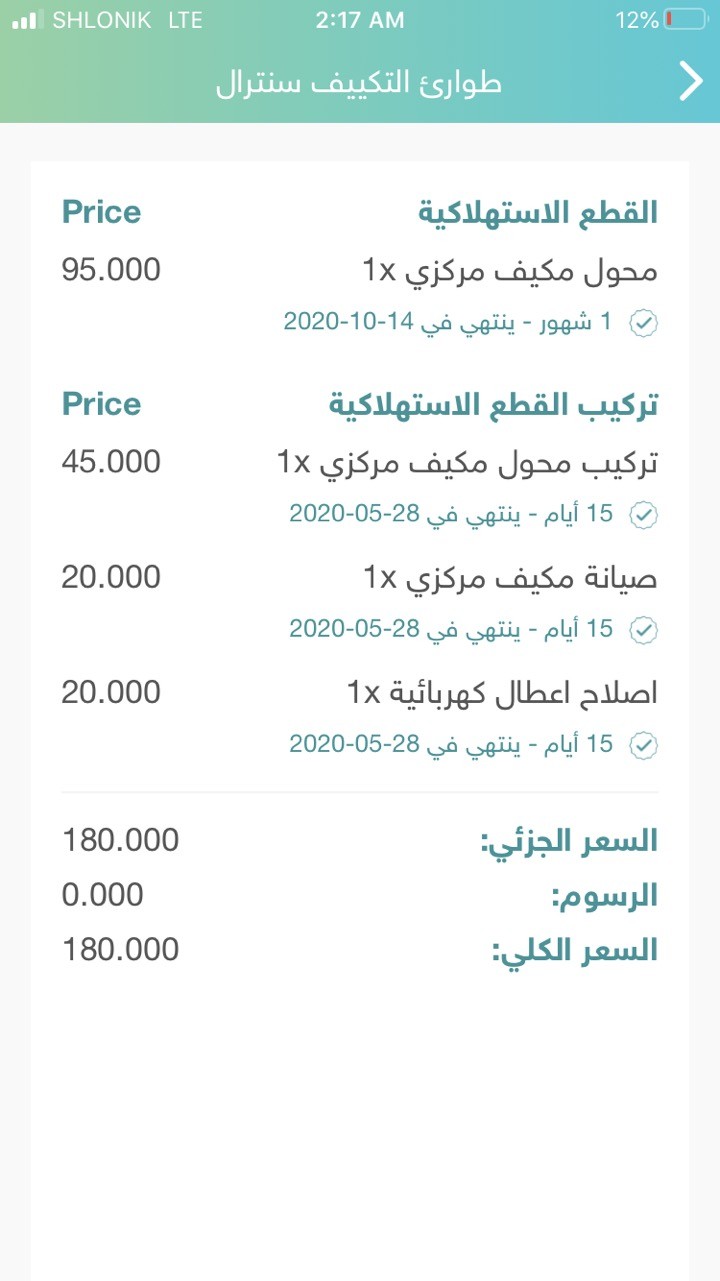 SHLONIK LTE 2:17 AM 12%
طوارئ التكييف سنترال
القطع الاستهلاكية Price
محول مكيف مركزي 1x 95.000
1 شهور - ينتهي في 14-10-2020
تركيب القطع الاستهلاكية Price
تركيب محول مكيف مركزي 1x 45.000
15 أيام - ينتهي في 28-05-2020
صيانة مكيف مركزي 1x 20.000
15 أيام - ينتهي في 28-05-2020
اصلاح اعطال كهربائية 1x 20.000
15 أيام - ينتهي في 28-05-2020
السعر الجزئي: 180.000
الرسوم: 0.000
السعر الكلي: 180.000